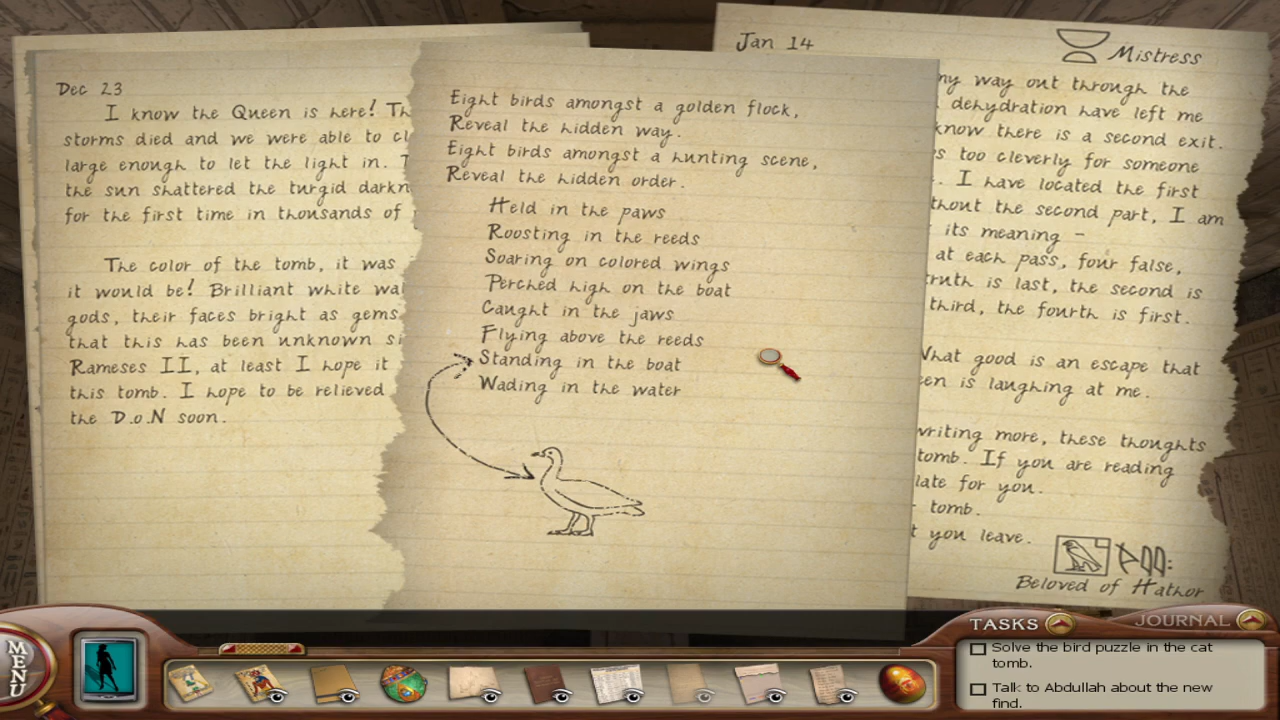 Dec 23
I know the Queen is here! Th
storms died and we were able to cl
large enough to let the light in. T
the sun shattered the turgid darkn
for the first time in thousands of
The color of the tomb, it was
it would be! Brilliant white wa
gods, their faces bright as gems
that this has been unknown si
Rameses II, at least I hope it
this tomb. I hope to be relieved
the D.o.N soon.
Eight birds amongst a golden flock,
Reveal the hidden way.
Eight birds amongst a hunting scene,
Reveal the hidden order.
Held in the paws
Roosting in the reeds
Soaring on colored wings
Perched high on the boat
Caught in the jaws
Flying above the reeds
Standing in the boat
Wading in the water
Jan 14
Mistress
my way out through the
dehydration have left me
know there is a second exit.
s too cleverly for someone
. I have located the first
thout the second part, I am
its meaning -
at each pass, four false,
truth is last, the second is
third, the fourth is first.
What good is an escape that
en is laughing at me.
writing more, these thoughts
tomb. If you are reading
late for you.
tomb.
t you leave.
Beloved of Hathor
MENU
TASKS
JOURNAL
Solve the bird puzzle in the cat
tomb.
Talk to Abdullah about the new
find.